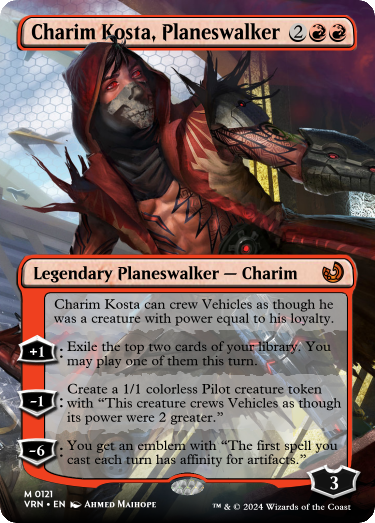 Charim Kosta, Planeswalker 2
Legendary Planeswalker — Charim
Charim Kosta can crew Vehicles as though he
was a creature with power equal to his loyalty.
+1: Exile the top two cards of your library. You
may play one of them this turn.
-1: Create a 1/1 colorless Pilot creature token
with “This creature crews Vehicles as though
its power were 2 greater.”
-6: You get an emblem with “The first spell you
cast each turn has affinity for artifacts.”
3
M 0121
VRN • EN Ahmed Maihope
™ & © 2024 Wizards of the Coast